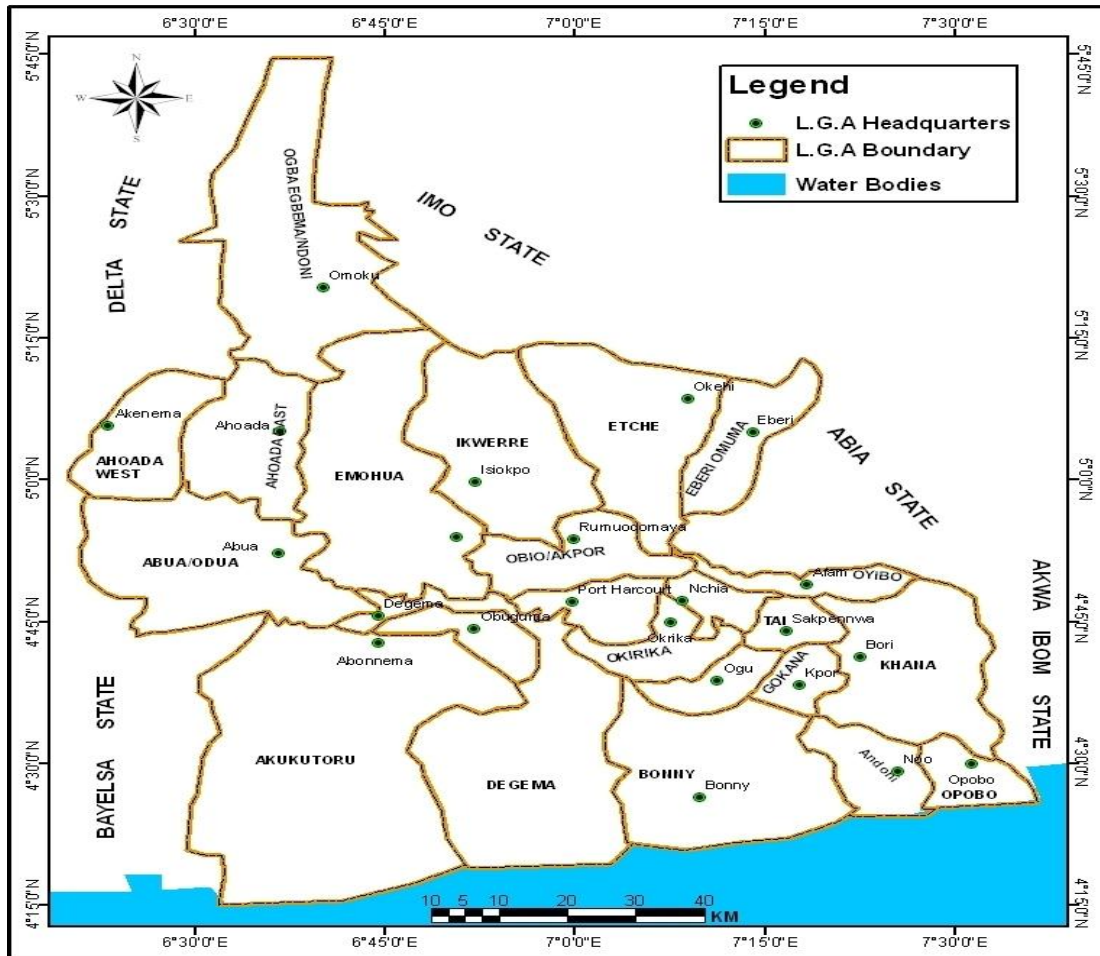 6°30'0"E 6°45'0"E 7°0'0"E 7°15'0"E 7°30'0"E
5°45'0"N
5°45'0"N
N
W E
S
Legend
L.G.A Headquarters
L.G.A Boundary
Water Bodies
DELTA STATE
OGBA EGBEMA/NDONI
IMO STATE
5°30'0"N
5°30'0"N
Omoku
5°15'0"N
5°15'0"N
Akenema
AHOADA
WEST
Ahoada
AHOADA EAST
EMOHUA
IKWERRE
Isiokpo
ETCHE
Okehi
Eberi
EBERI OMUMA
ABIA STATE
5°0'0"N
5°0'0"N
ABUA/ODUA
Abua
Rumuodomaya
OBIO/AKPOR
Afam OYIBO
AKWA IBOM STATE
Degema
Obuguma
Port Harcourt
Nchia
4°45'0"N
4°45'0"N
Abonnema
Okrika
OKIRIKA
TAI
Sakpennwa
Bori
KHANA
Ogu
GOKANA
Kpor
BAYELSA STATE
AKUKUTORU
DEGEMA
BONNY
Bonny
Andoni
Noo
Opobo
OPOBO
4°30'0"N
4°30'0"N
4°15'0"N
4°15'0"N
10 5 0 10 20 30 40
KM
6°30'0"E 6°45'0"E 7°0'0"E 7°15'0"E 7°30'0"E